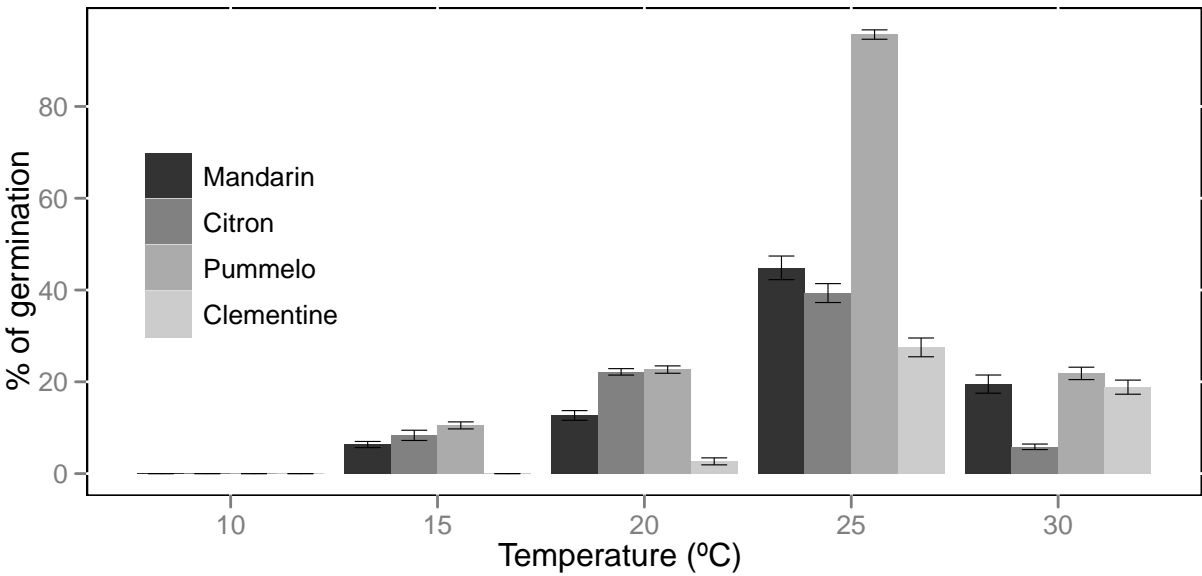 % of germination
80
60
40
20
0
Mandarin
Citron
Pummelo
Clementine
10 15 20 25 30
Temperature (ºC)